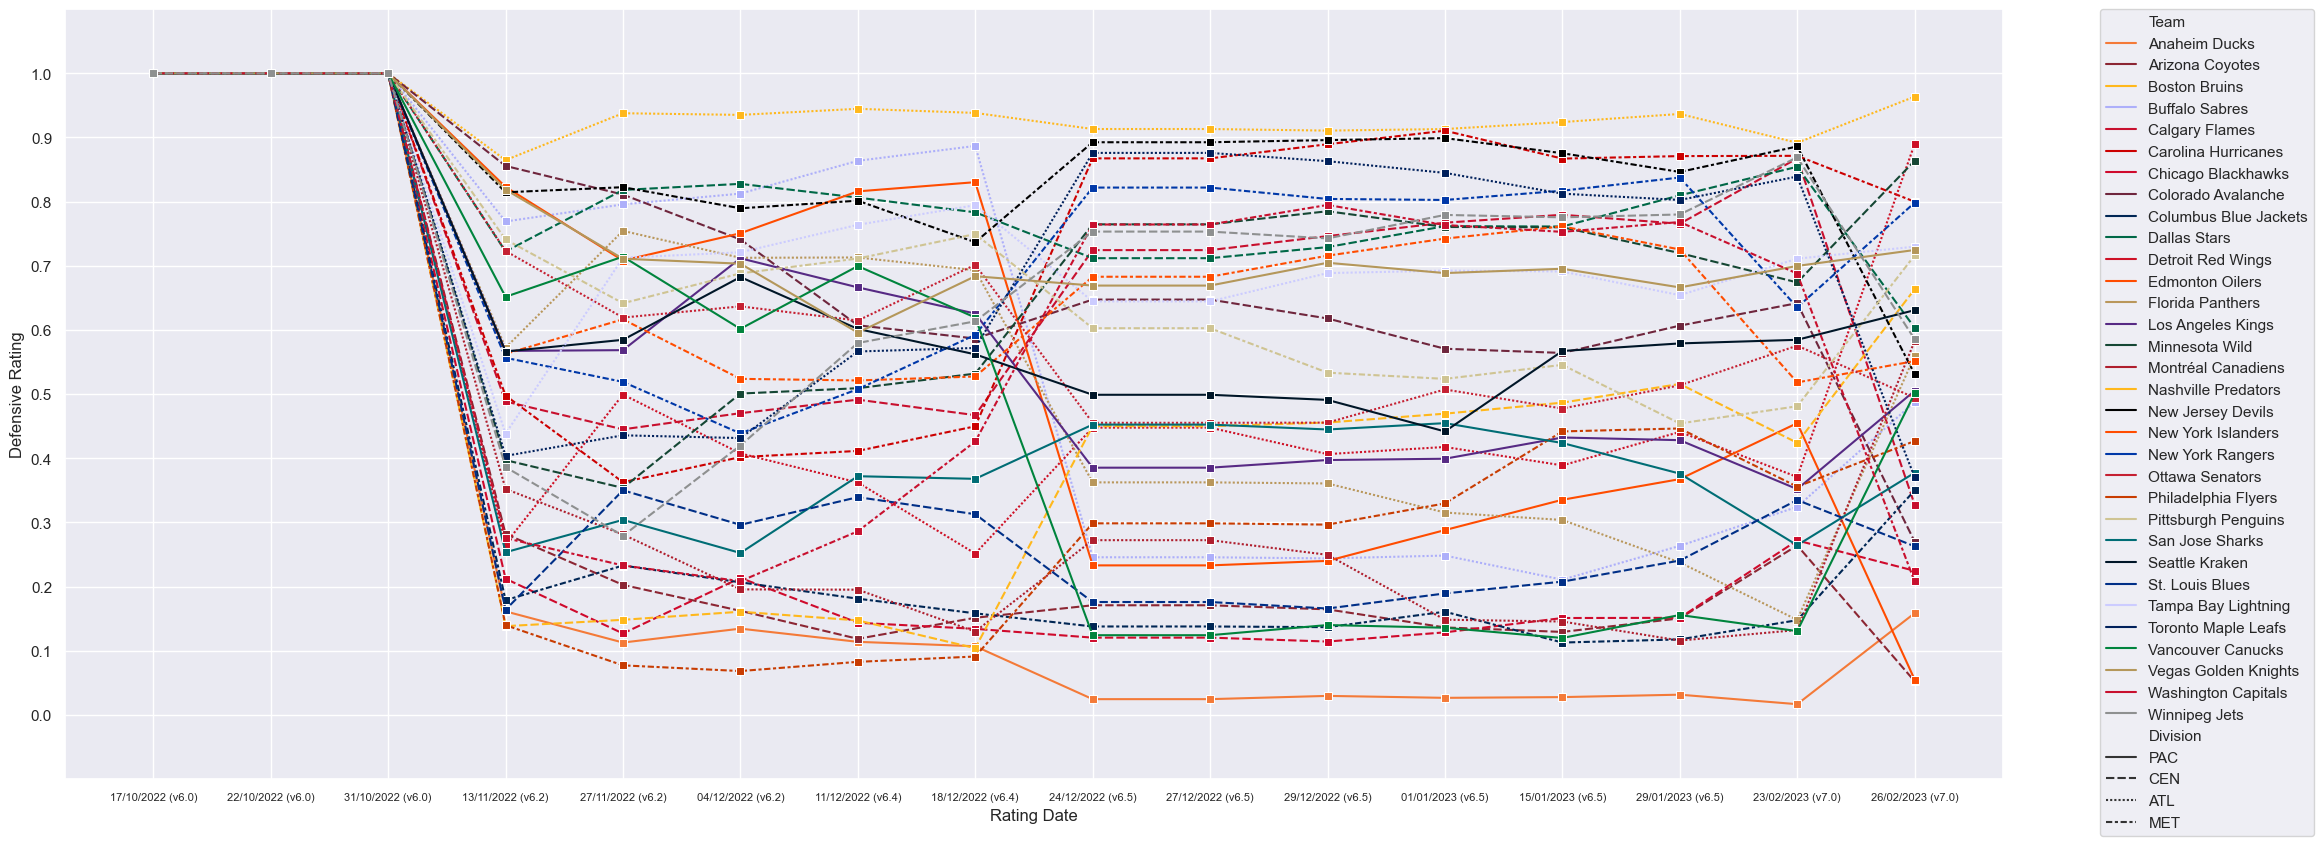 1.0
0.9
0.8
0.7
0.6
0.5
0.4
0.3
0.2
0.1
0.0
Defensive Rating
17/10/2022 (v6.0)
22/10/2022 (v6.0)
31/10/2022 (v6.0)
13/11/2022 (v6.2)
27/11/2022 (v6.2)
04/12/2022 (v6.2)
11/12/2022 (v6.4)
18/12/2022 (v6.4)
24/12/2022 (v6.5)
27/12/2022 (v6.5)
29/12/2022 (v6.5)
01/01/2023 (v6.5)
15/01/2023 (v6.5)
29/01/2023 (v6.5)
23/02/2023 (v7.0)
26/02/2023 (v7.0)
Rating Date
Team
Anaheim Ducks
Arizona Coyotes
Boston Bruins
Buffalo Sabres
Calgary Flames
Carolina Hurricanes
Chicago Blackhawks
Colorado Avalanche
Columbus Blue Jackets
Dallas Stars
Detroit Red Wings
Edmonton Oilers
Florida Panthers
Los Angeles Kings
Minnesota Wild
Montréal Canadiens
Nashville Predators
New Jersey Devils
New York Islanders
New York Rangers
Ottawa Senators
Philadelphia Flyers
Pittsburgh Penguins
San Jose Sharks
Seattle Kraken
St. Louis Blues
Tampa Bay Lightning
Toronto Maple Leafs
Vancouver Canucks
Vegas Golden Knights
Washington Capitals
Winnipeg Jets
Division
PAC
CEN
ATL
MET